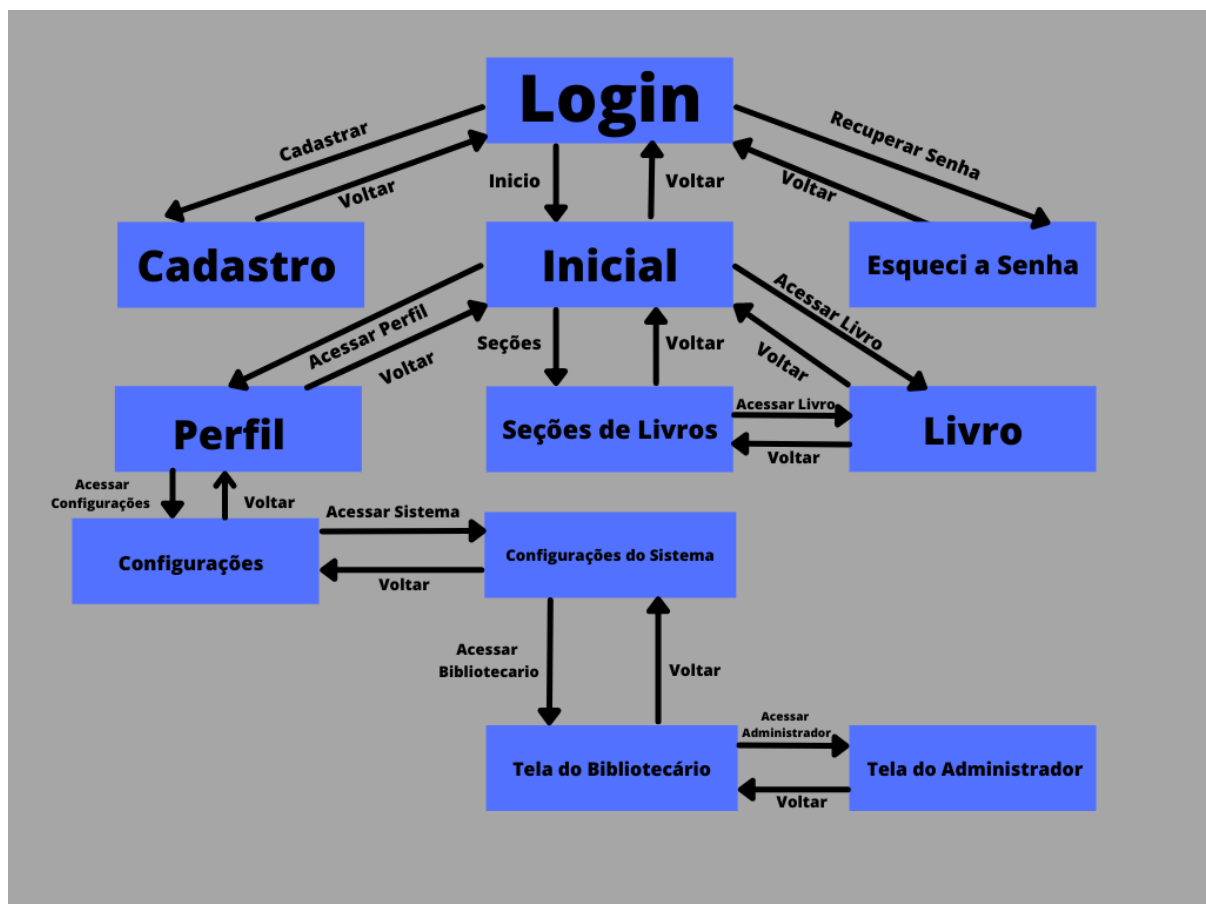 Login
Cadastrar
Recuperar Senha
Voltar
Inicio
Voltar
Voltar
Cadastro
Inicial
Esqueci a Senha
Acessar Perfil
Voltar
Seções
Voltar
Acessar Livro
Voltar
Perfil
Seções de Livros
Acessar Livro
Voltar
Livro
Acessar
Configurações
Voltar
Configurações
Acessar Sistema
Voltar
Configurações do Sistema
Acessar
Bibliotecario
Voltar
Tela do Bibliotecário
Acessar
Administrador
Voltar
Tela do Administrador